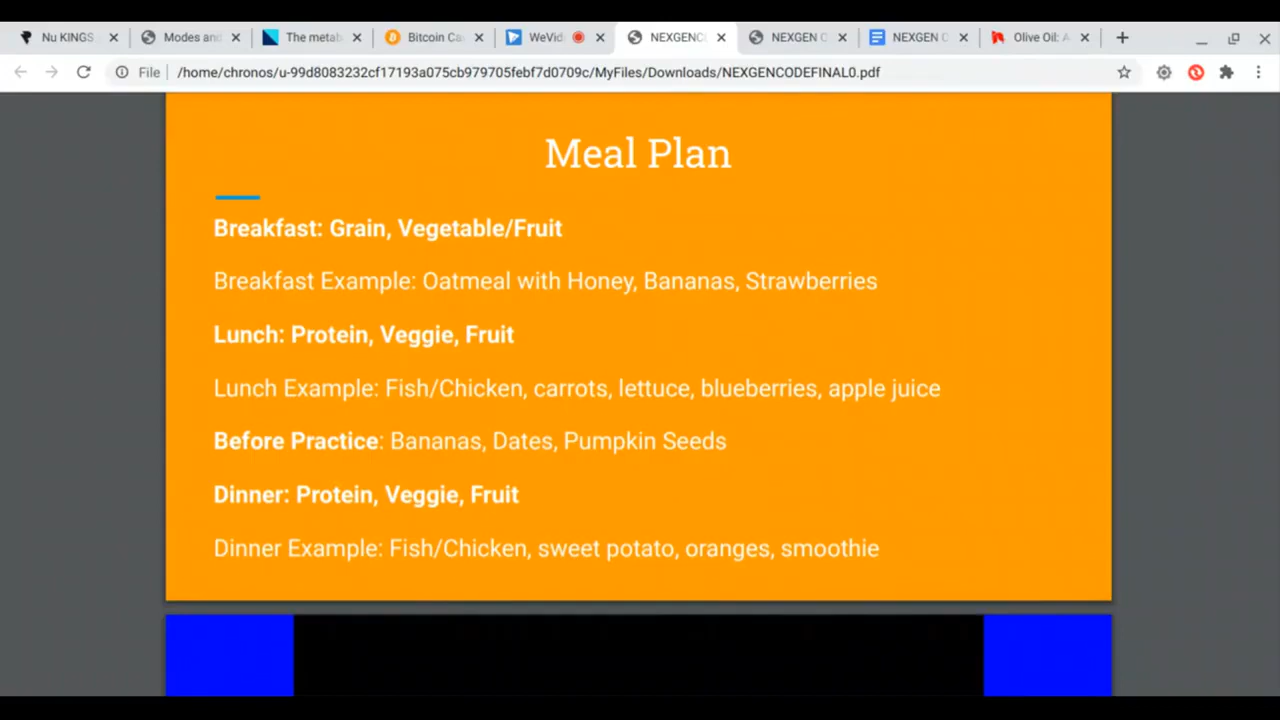 Nu KINGS
Modes and
The metab
Bitcoin Ca
WeVid
NEXGENC
NEXGEN C
NEXGEN C
Olive Oil: A
File
/home/chronos/u-99d8083232cf17193a075cb979705febf7d0709c/MyFiles/Downloads/NEXGENCODEFINAL0.pdf
Meal Plan
Breakfast: Grain, Vegetable/Fruit
Breakfast Example: Oatmeal with Honey, Bananas, Strawberries
Lunch: Protein, Veggie, Fruit
Lunch Example: Fish/Chicken, carrots, lettuce, blueberries, apple juice
Before Practice: Bananas, Dates, Pumpkin Seeds
Dinner: Protein, Veggie, Fruit
Dinner Example: Fish/Chicken, sweet potato, oranges, smoothie